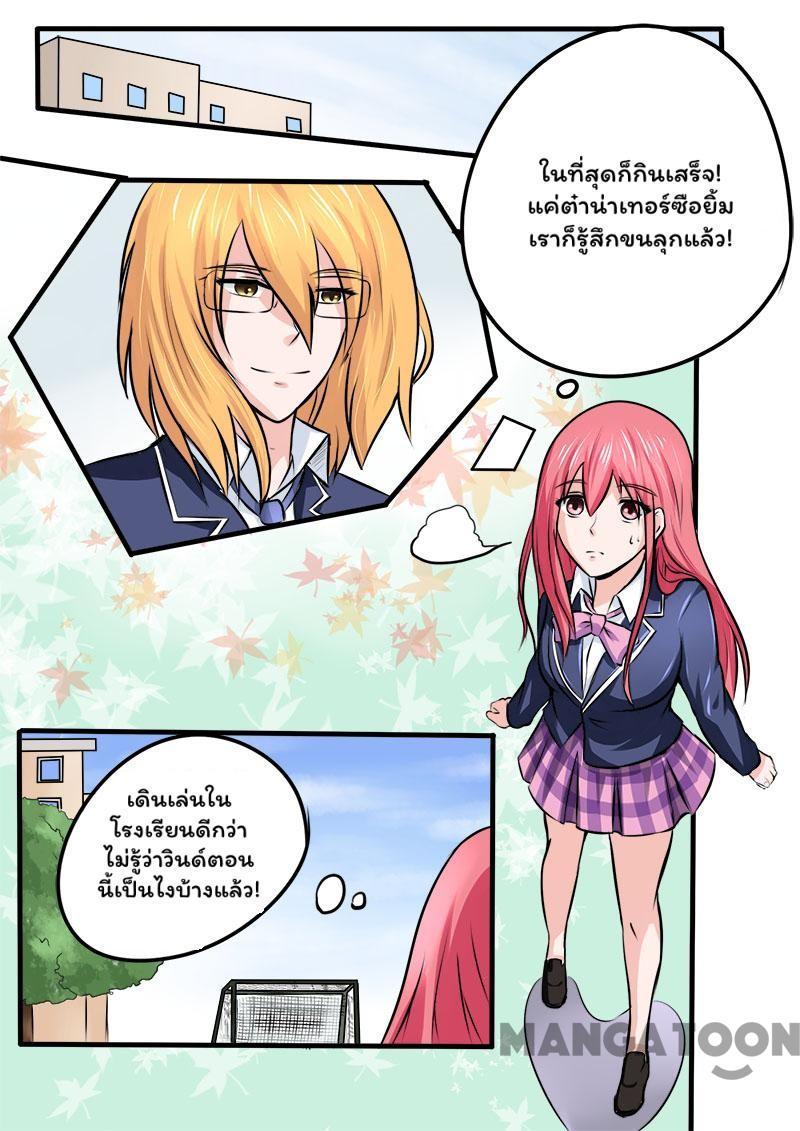 ในที่สุดก็กินเสร็จ!
แค่ต๋าน่าเทอร์ซือยิ้ม
เราก็รู้สึกขนลุกแล้ว!
เดินเล่นใน
โรงเรียนดีกว่า
ไม่รู้ว่าวินด์ตอน
นี้เป็นไงบ้างแล้ว!
MANGATOON